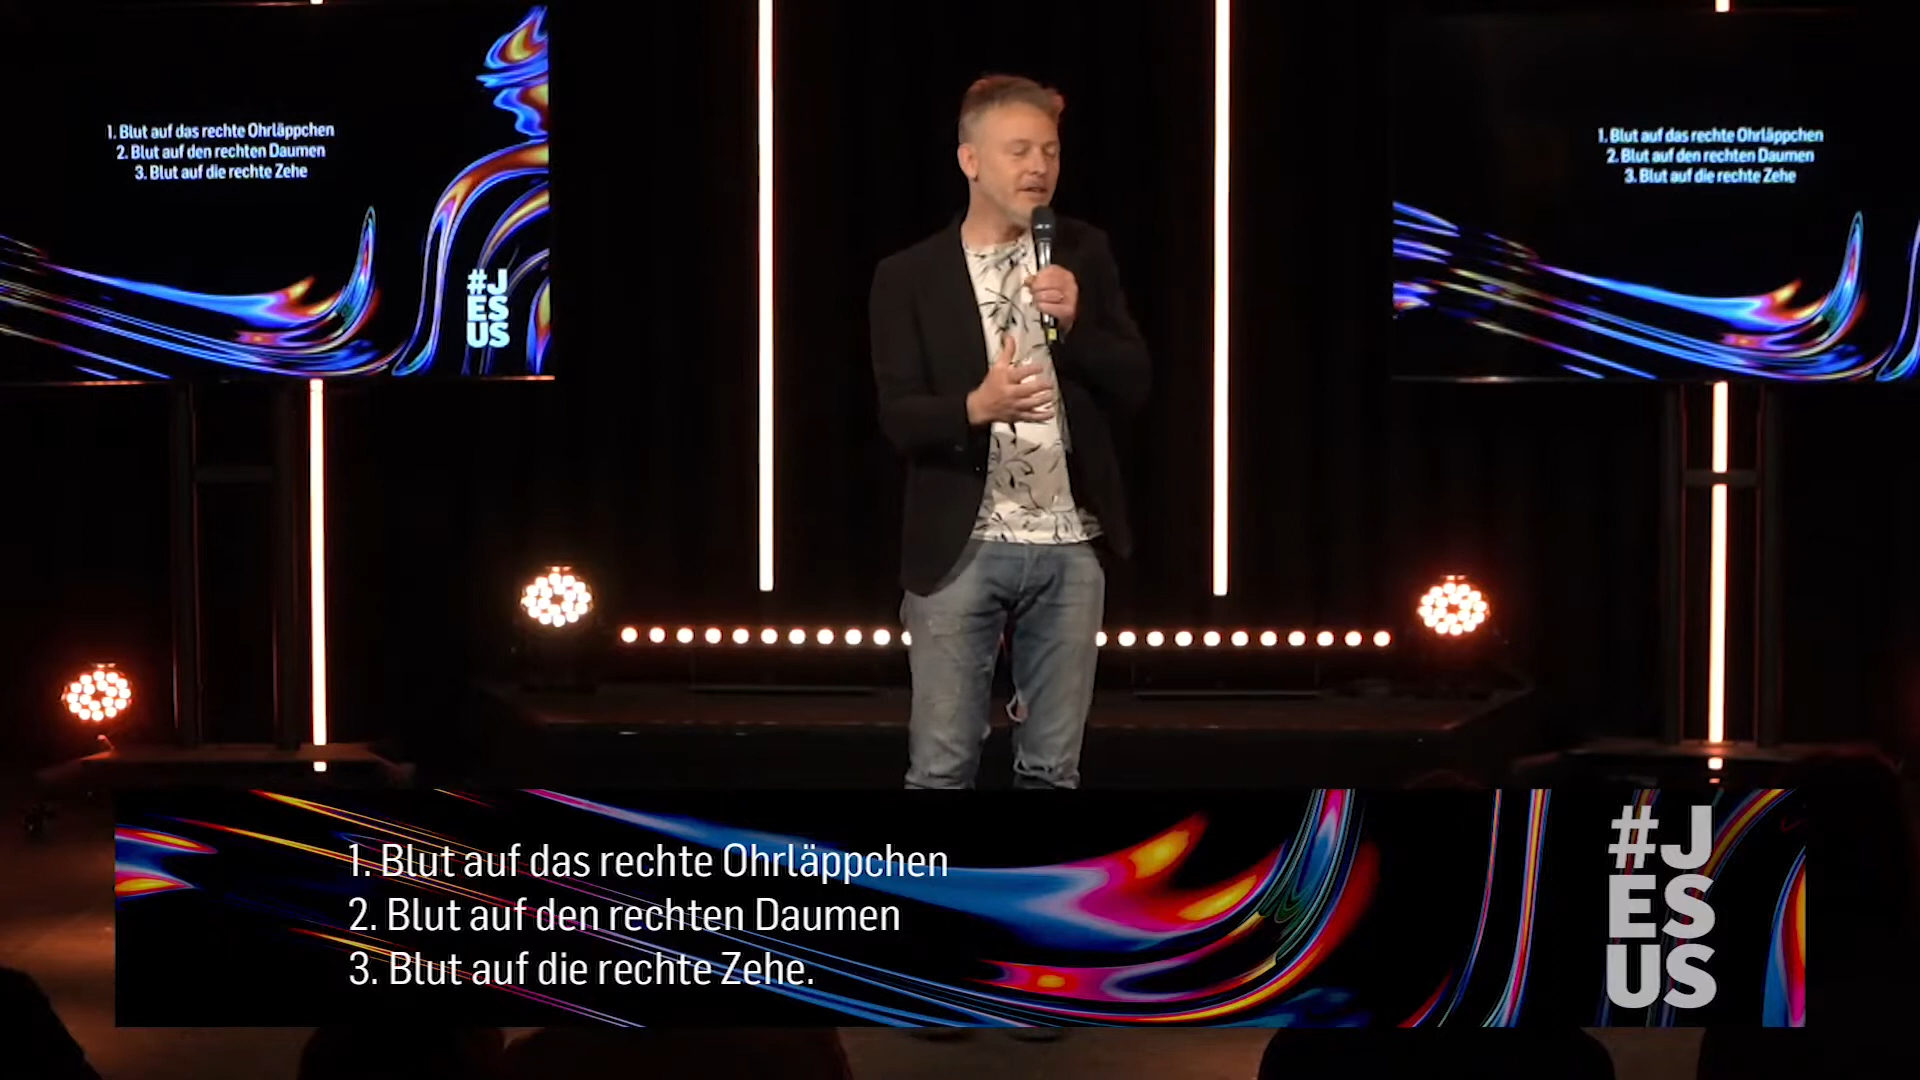 1. Blut auf das rechte Ohrläppchen
2. Blut auf den rechten Daumen
3. Blut auf die rechte Zehe
#J
ES
US
1. Blut auf das rechte Ohrläppchen
2. Blut auf den rechten Daumen
3. Blut auf die rechte Zehe
1. Blut auf das rechte Ohrläppchen
2. Blut auf den rechten Daumen
3. Blut auf die rechte Zehe.
#J
ES
US